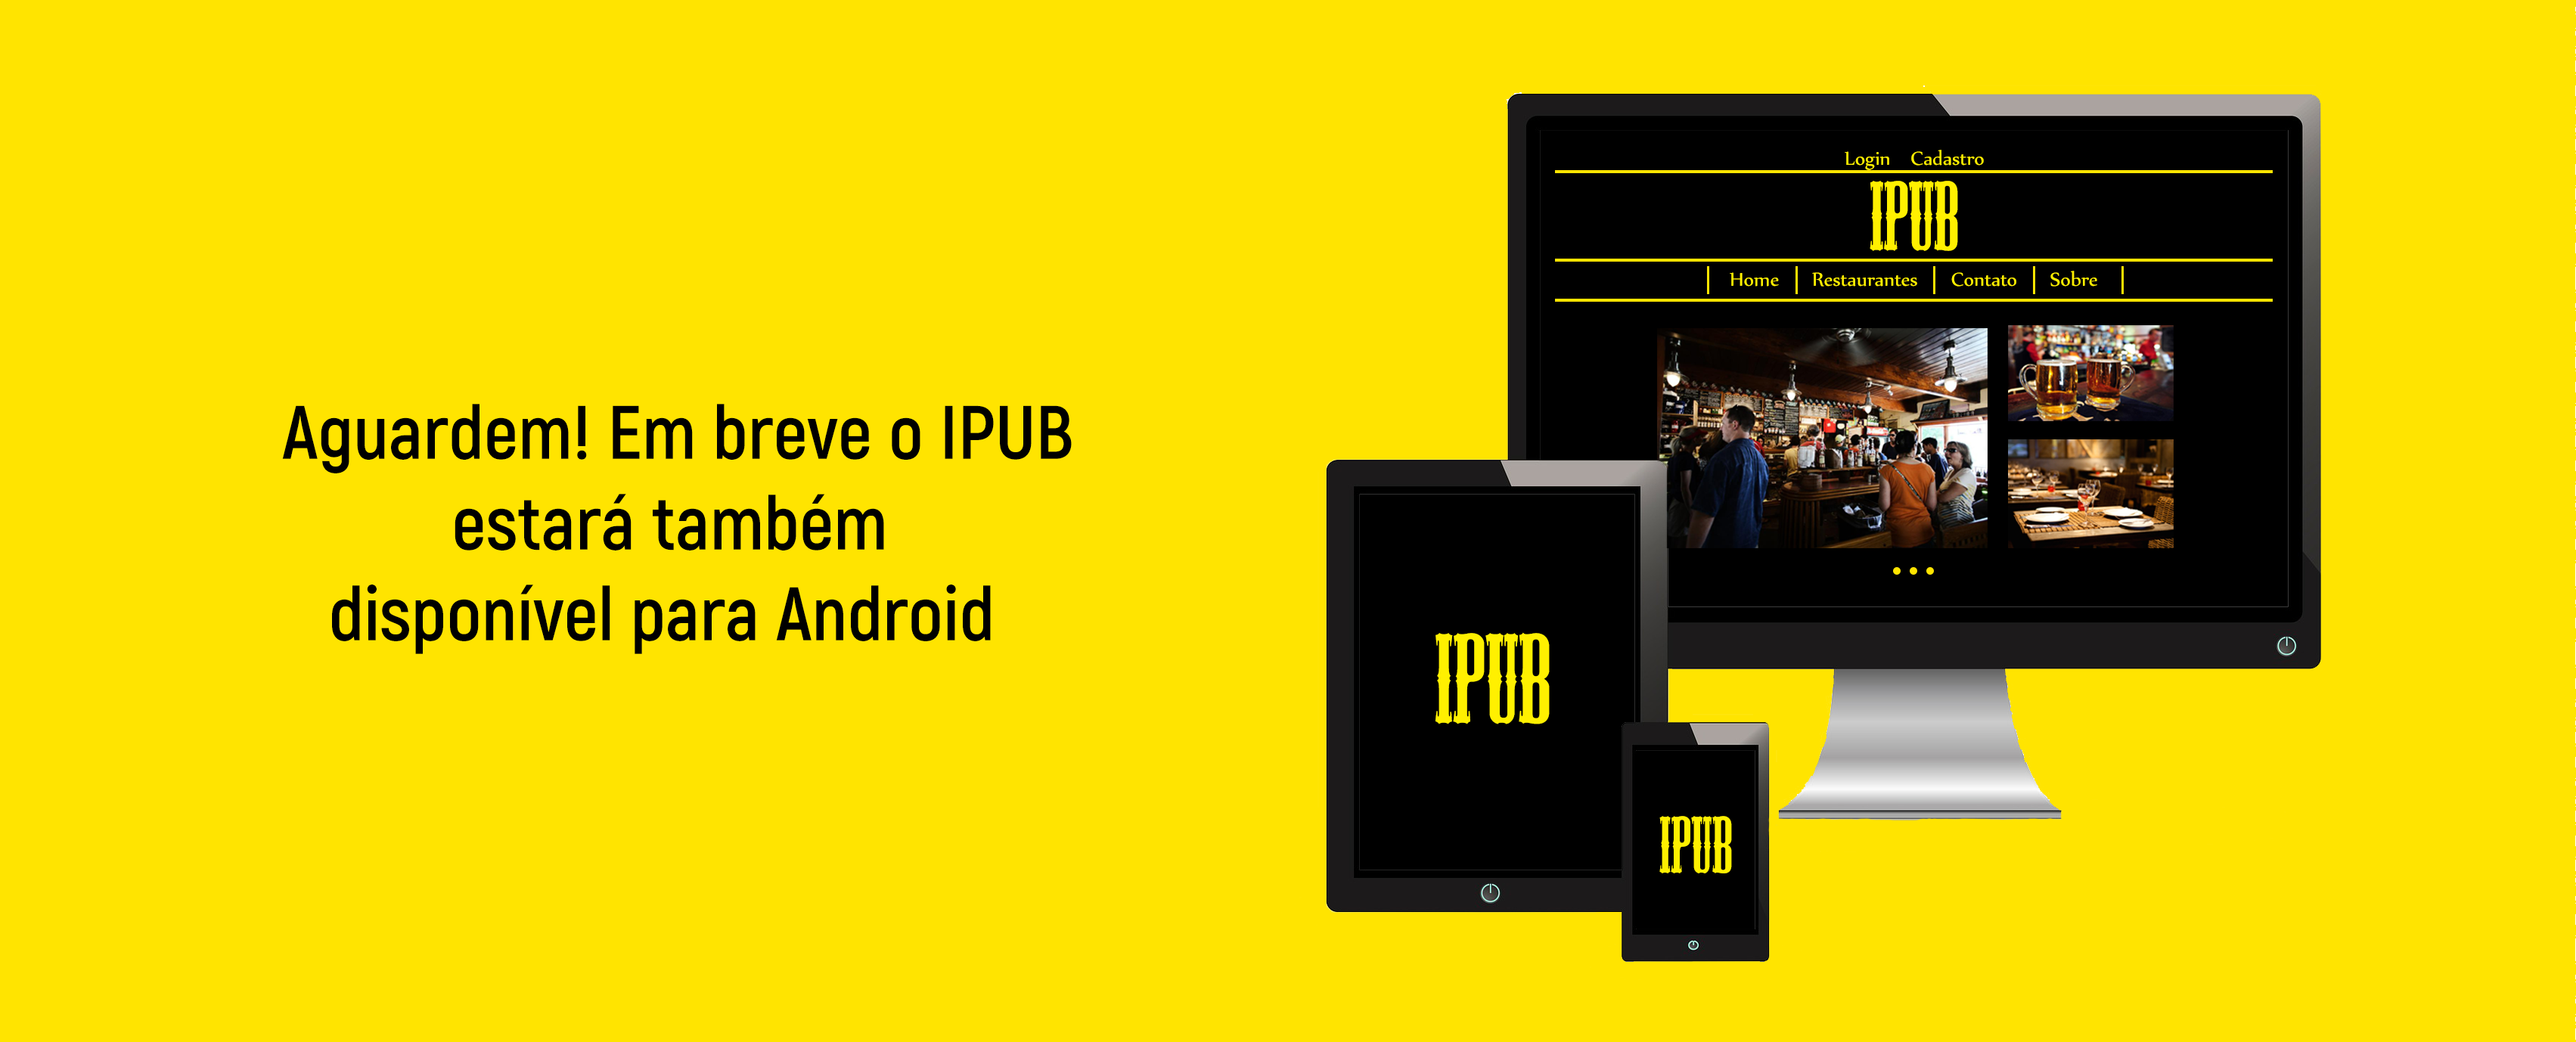 Aguardem! Em breve o IPUB
estará também
disponível para Android
Login Cadastro
IPUB
Home Restaurantes Contato Sobre
IPUB
IPUB